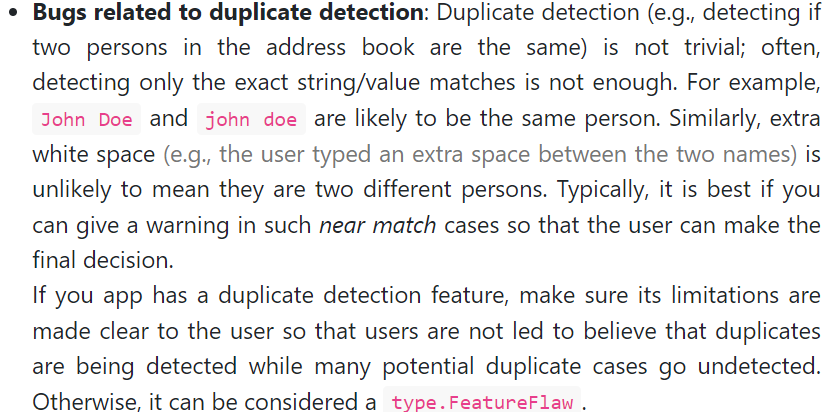 • Bugs related to duplicate detection: Duplicate detection (e.g., detecting if
two persons in the address book are the same) is not trivial; often,
detecting only the exact string/value matches is not enough. For example,
John Doe and john doe are likely to be the same person. Similarly, extra
white space (e.g., the user typed an extra space between the two names) is
unlikely to mean they are two different persons. Typically, it is best if you
can give a warning in such near match cases so that the user can make the
final decision.
If you app has a duplicate detection feature, make sure its limitations are
made clear to the user so that users are not led to believe that duplicates
are being detected while many potential duplicate cases go undetected.
Otherwise, it can be considered a type.FeatureFlaw.